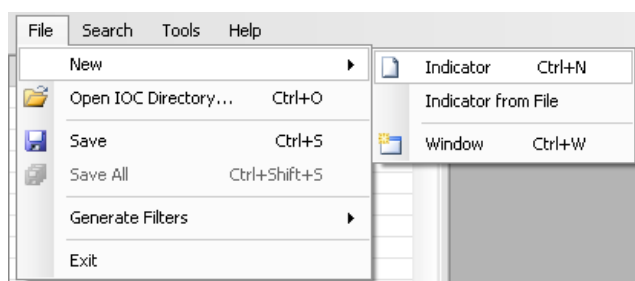 File Search Tools Help
New
Open IOC Directory... Ctrl+O
Save Ctrl+S
Save All Ctrl+Shift+S
Generate Filters
Exit
Indicator Ctrl+N
Indicator from File
Window Ctrl+W